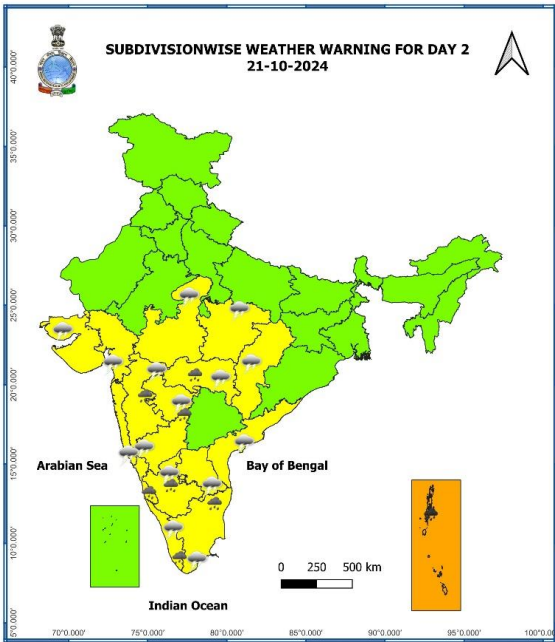 SUBDIVISIONWISE WEATHER WARNING FOR DAY 2
21-10-2024
40°0.000'
35°0.000'
30°0.000'
25°0.000'
20°0.000'
15°0.000'
10°0.000'
5°0.000'
Arabian Sea
Bay of Bengal
0 250 500 km
Indian Ocean
70°0.000' 75°0.000' 80°0.000' 85°0.000' 90°0.000' 95°0.000' 100°0.0